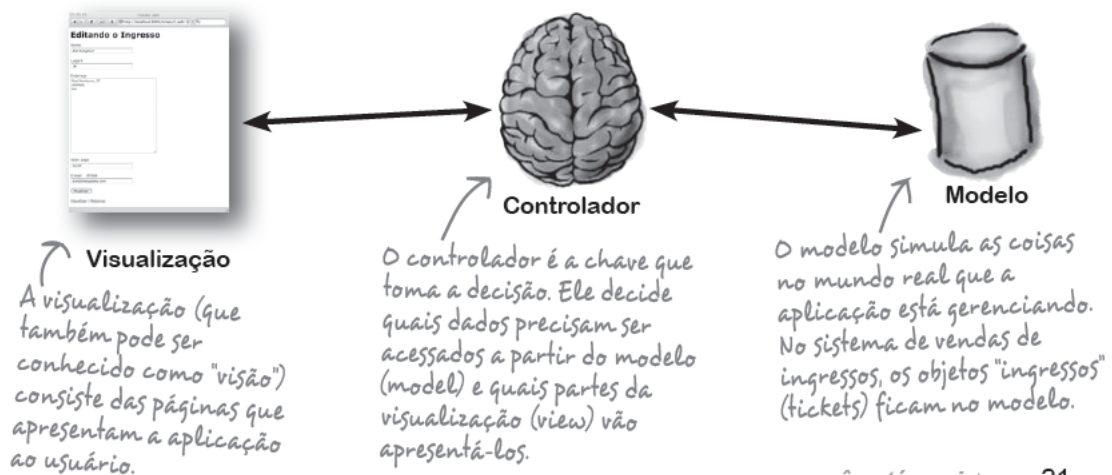 Editando o Ingresso
Visualização
A visualização (que
também pode ser
conhecido como "visão")
consiste das páginas que
apresentam a aplicação
ao usuário.
Controlador
O controlador é a chave que
toma a decisão. Ele decide
quais dados precisam ser
acessados a partir do modelo
(model) e quais partes da
visualização (view) vão
apresentá-los.
Modelo
O modelo simula as coisas
no mundo real que a
aplicação está gerenciando.
No sistema de vendas de
ingressos, os objetos "ingressos"
(tickets) ficam no modelo.